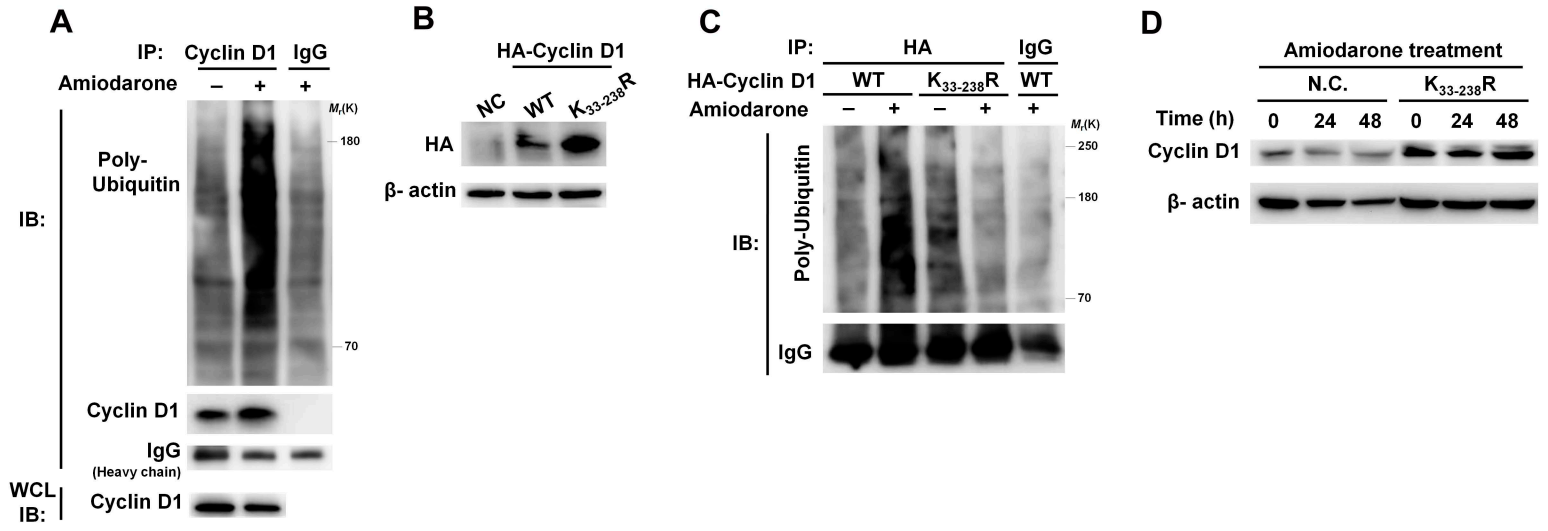 A
IP: Cyclin D1 IgG
Amiodarone – + +
Mr(K)
180
Poly-
Ubiquitin
IB:
70
Cyclin D1
IgG
(Heavy chain)
WCL
IB:
Cyclin D1
B
HA-Cyclin D1
NC WT K33-238R
HA
β- actin
C
IP: HA IgG
HA-Cyclin D1 WT K33-238R WT
Amiodarone – + – + +
Mr(K)
250
180
Poly-Ubiquitin
IB:
70
IgG
D
Amiodarone treatment
N.C. K33-238R
Time (h) 0 24 48 0 24 48
Cyclin D1
β- actin